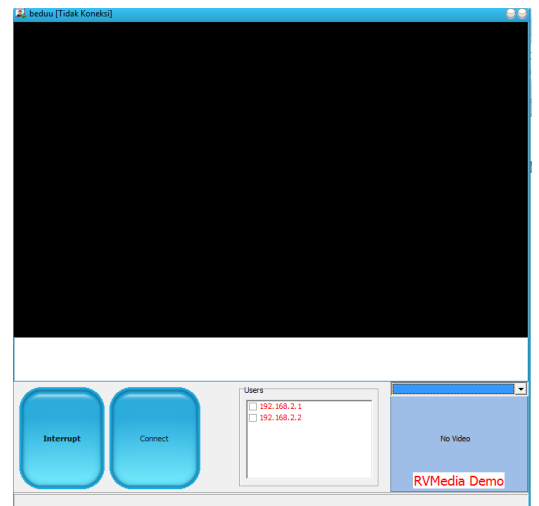 beduu [Tidak Koneksi]
Users
192.168.2.1
192.168.2.2
Interrupt
Connect
No Video
RVMedia Demo